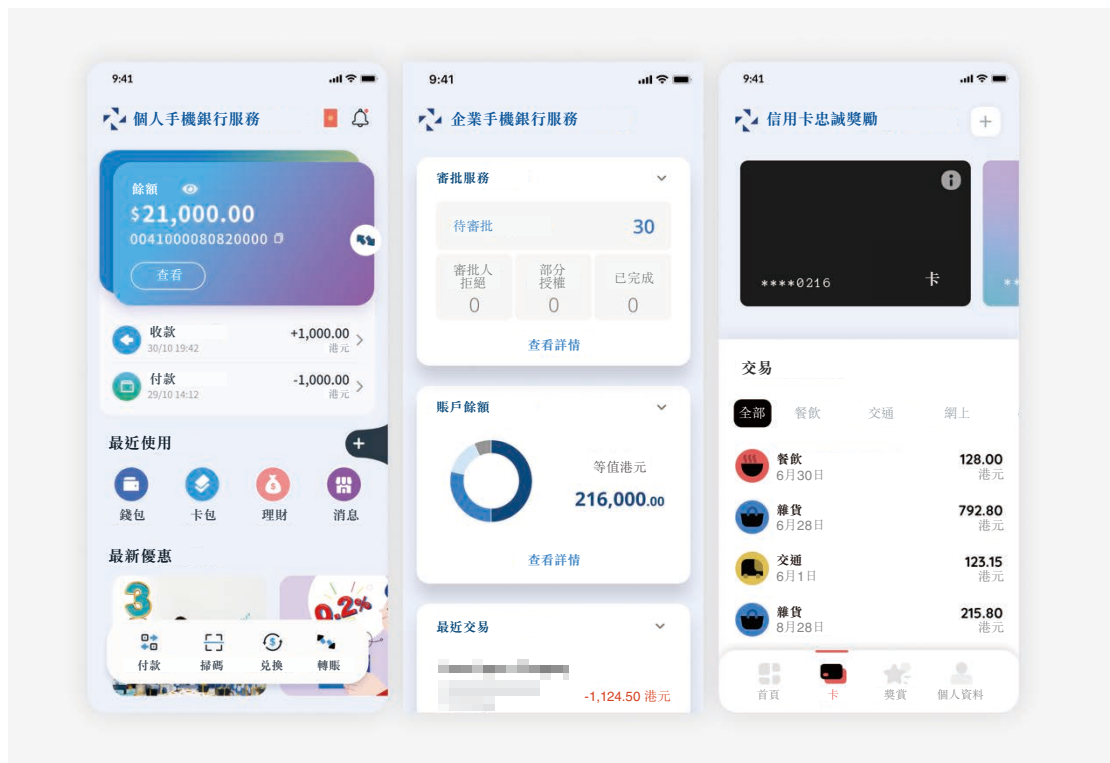 9:41
個人手機銀行服務
餘額
$21,000.00
0041000080820000
查看
收款
+1,000.00
30/10 19:42
港元
付款
-1,000.00
29/10 14:12
港元
最近使用
+
錢包
卡包
理財
消息
最新優惠
3
0.2%
付款
掃碼
兌換
轉賬
9:41
企業手機銀行服務
審批服務
待審批
30
審批人
拒絕
0
部分
授權
0
已完成
0
查看詳情
賬戶餘額
等值港元
216,000.00
查看詳情
最近交易
-1,124.50 港元
9:41
信用卡忠誠獎勵
+
****0216
卡
**
交易
全部
餐飲
交通
網上
餐飲
128.00
6月30日
港元
雜貨
792.80
6月28日
港元
交通
123.15
6月1日
港元
雜貨
215.80
8月28日
港元
首頁
卡
獎賞
個人資料